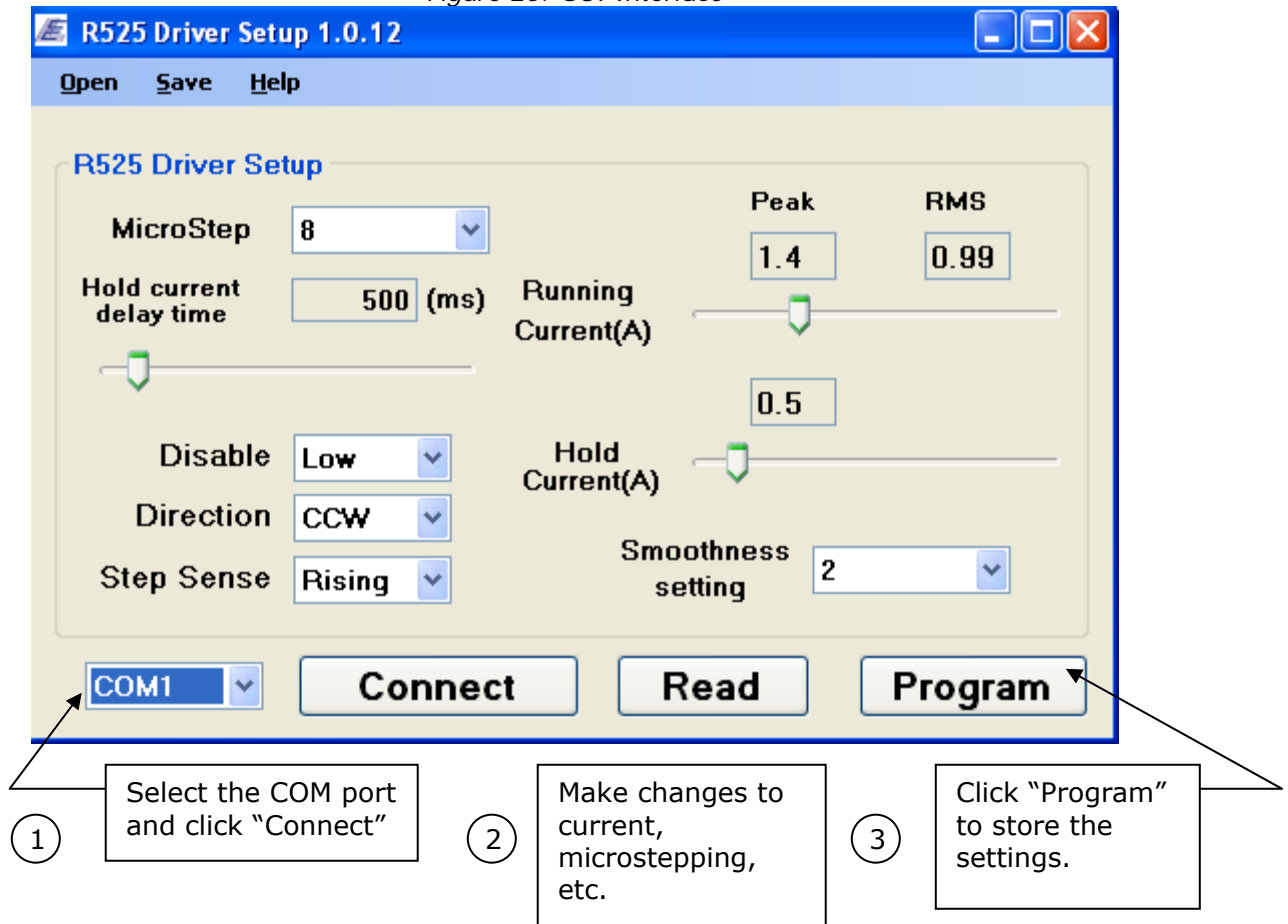 R525 Driver Setup 1.0.12
Open Save Help
R525 Driver Setup
MicroStep 8
Hold current
delay time
500 (ms)
Peak RMS
1.4 0.99
Running
Current(A)
0.5
Hold
Current(A)
Disable Low
Direction CCW
Step Sense Rising
Smoothness
setting
2
COM1 Connect Read Program
1
Select the COM port
and click “Connect”
2
Make changes to
current,
microstepping,
etc.
3
Click “Program”
to store the
settings.